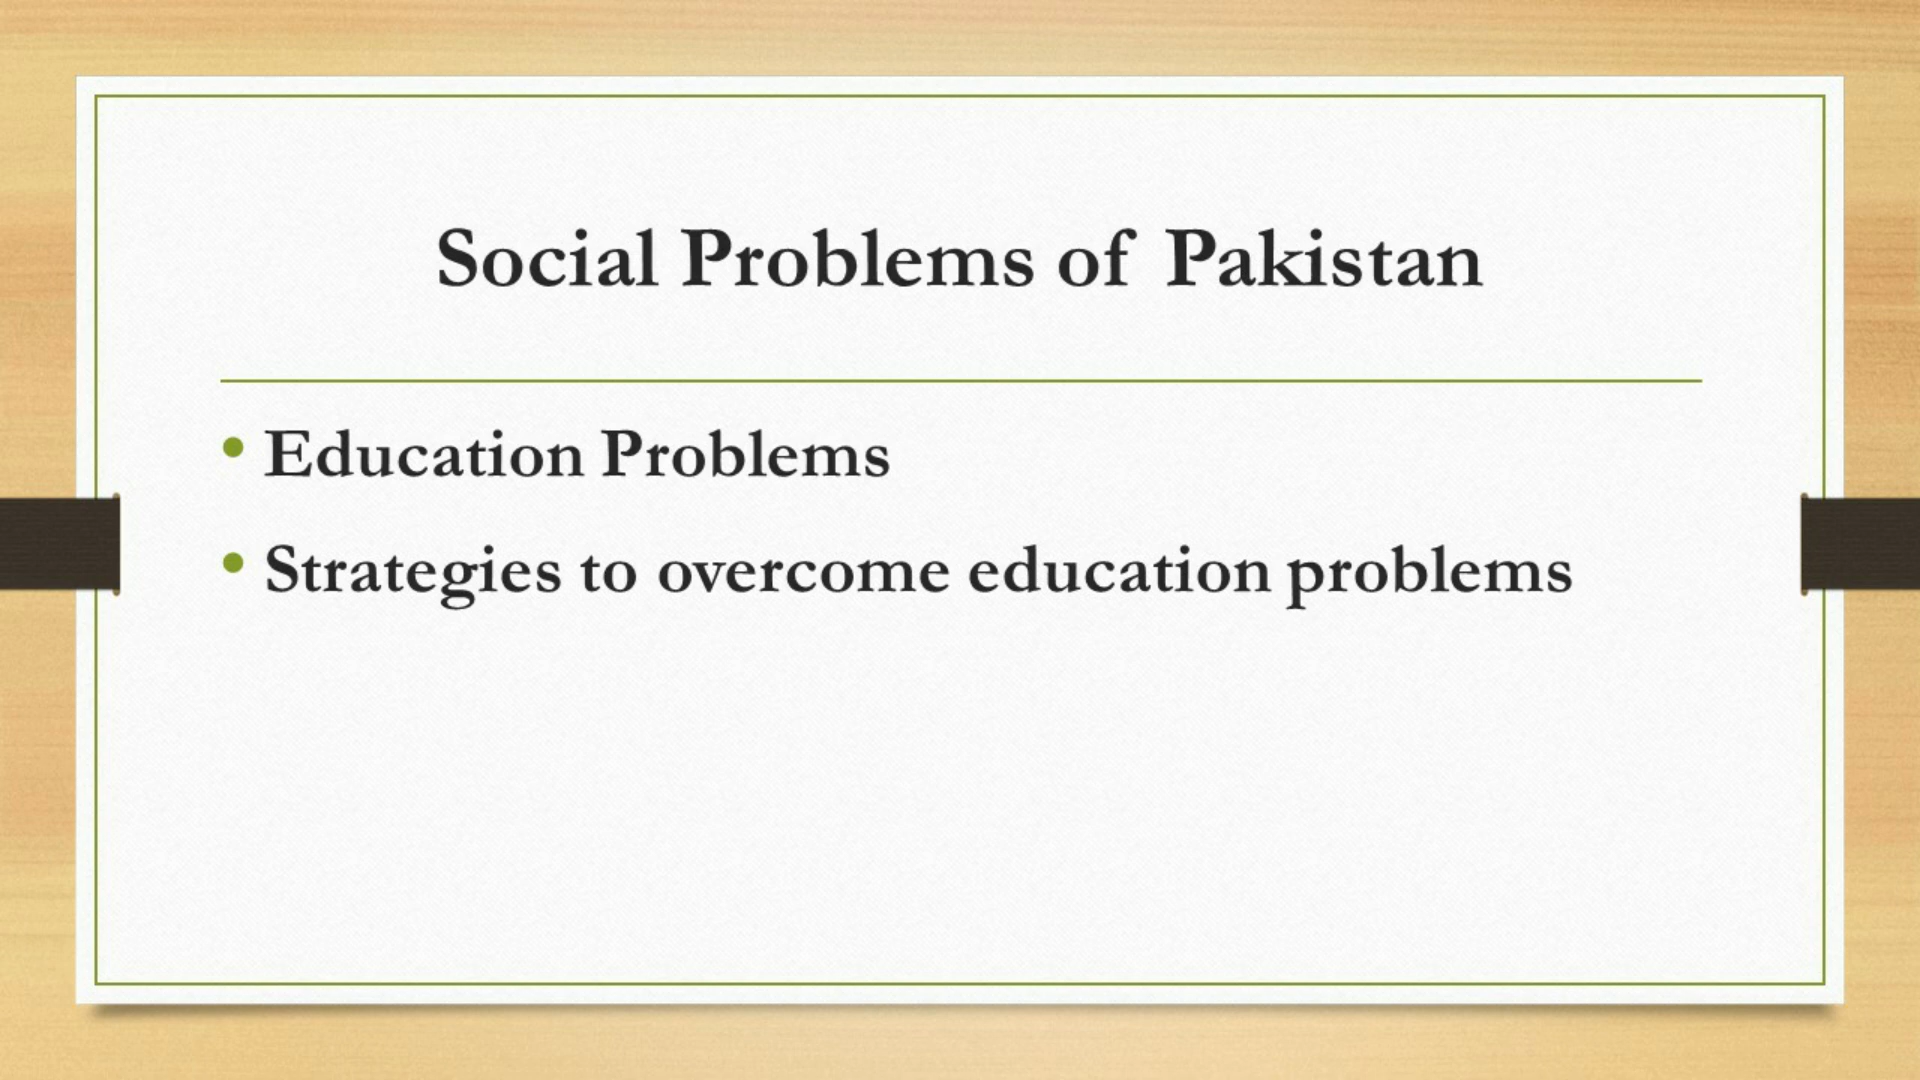 Social Problems of Pakistan
• Education Problems
• Strategies to overcome education problems